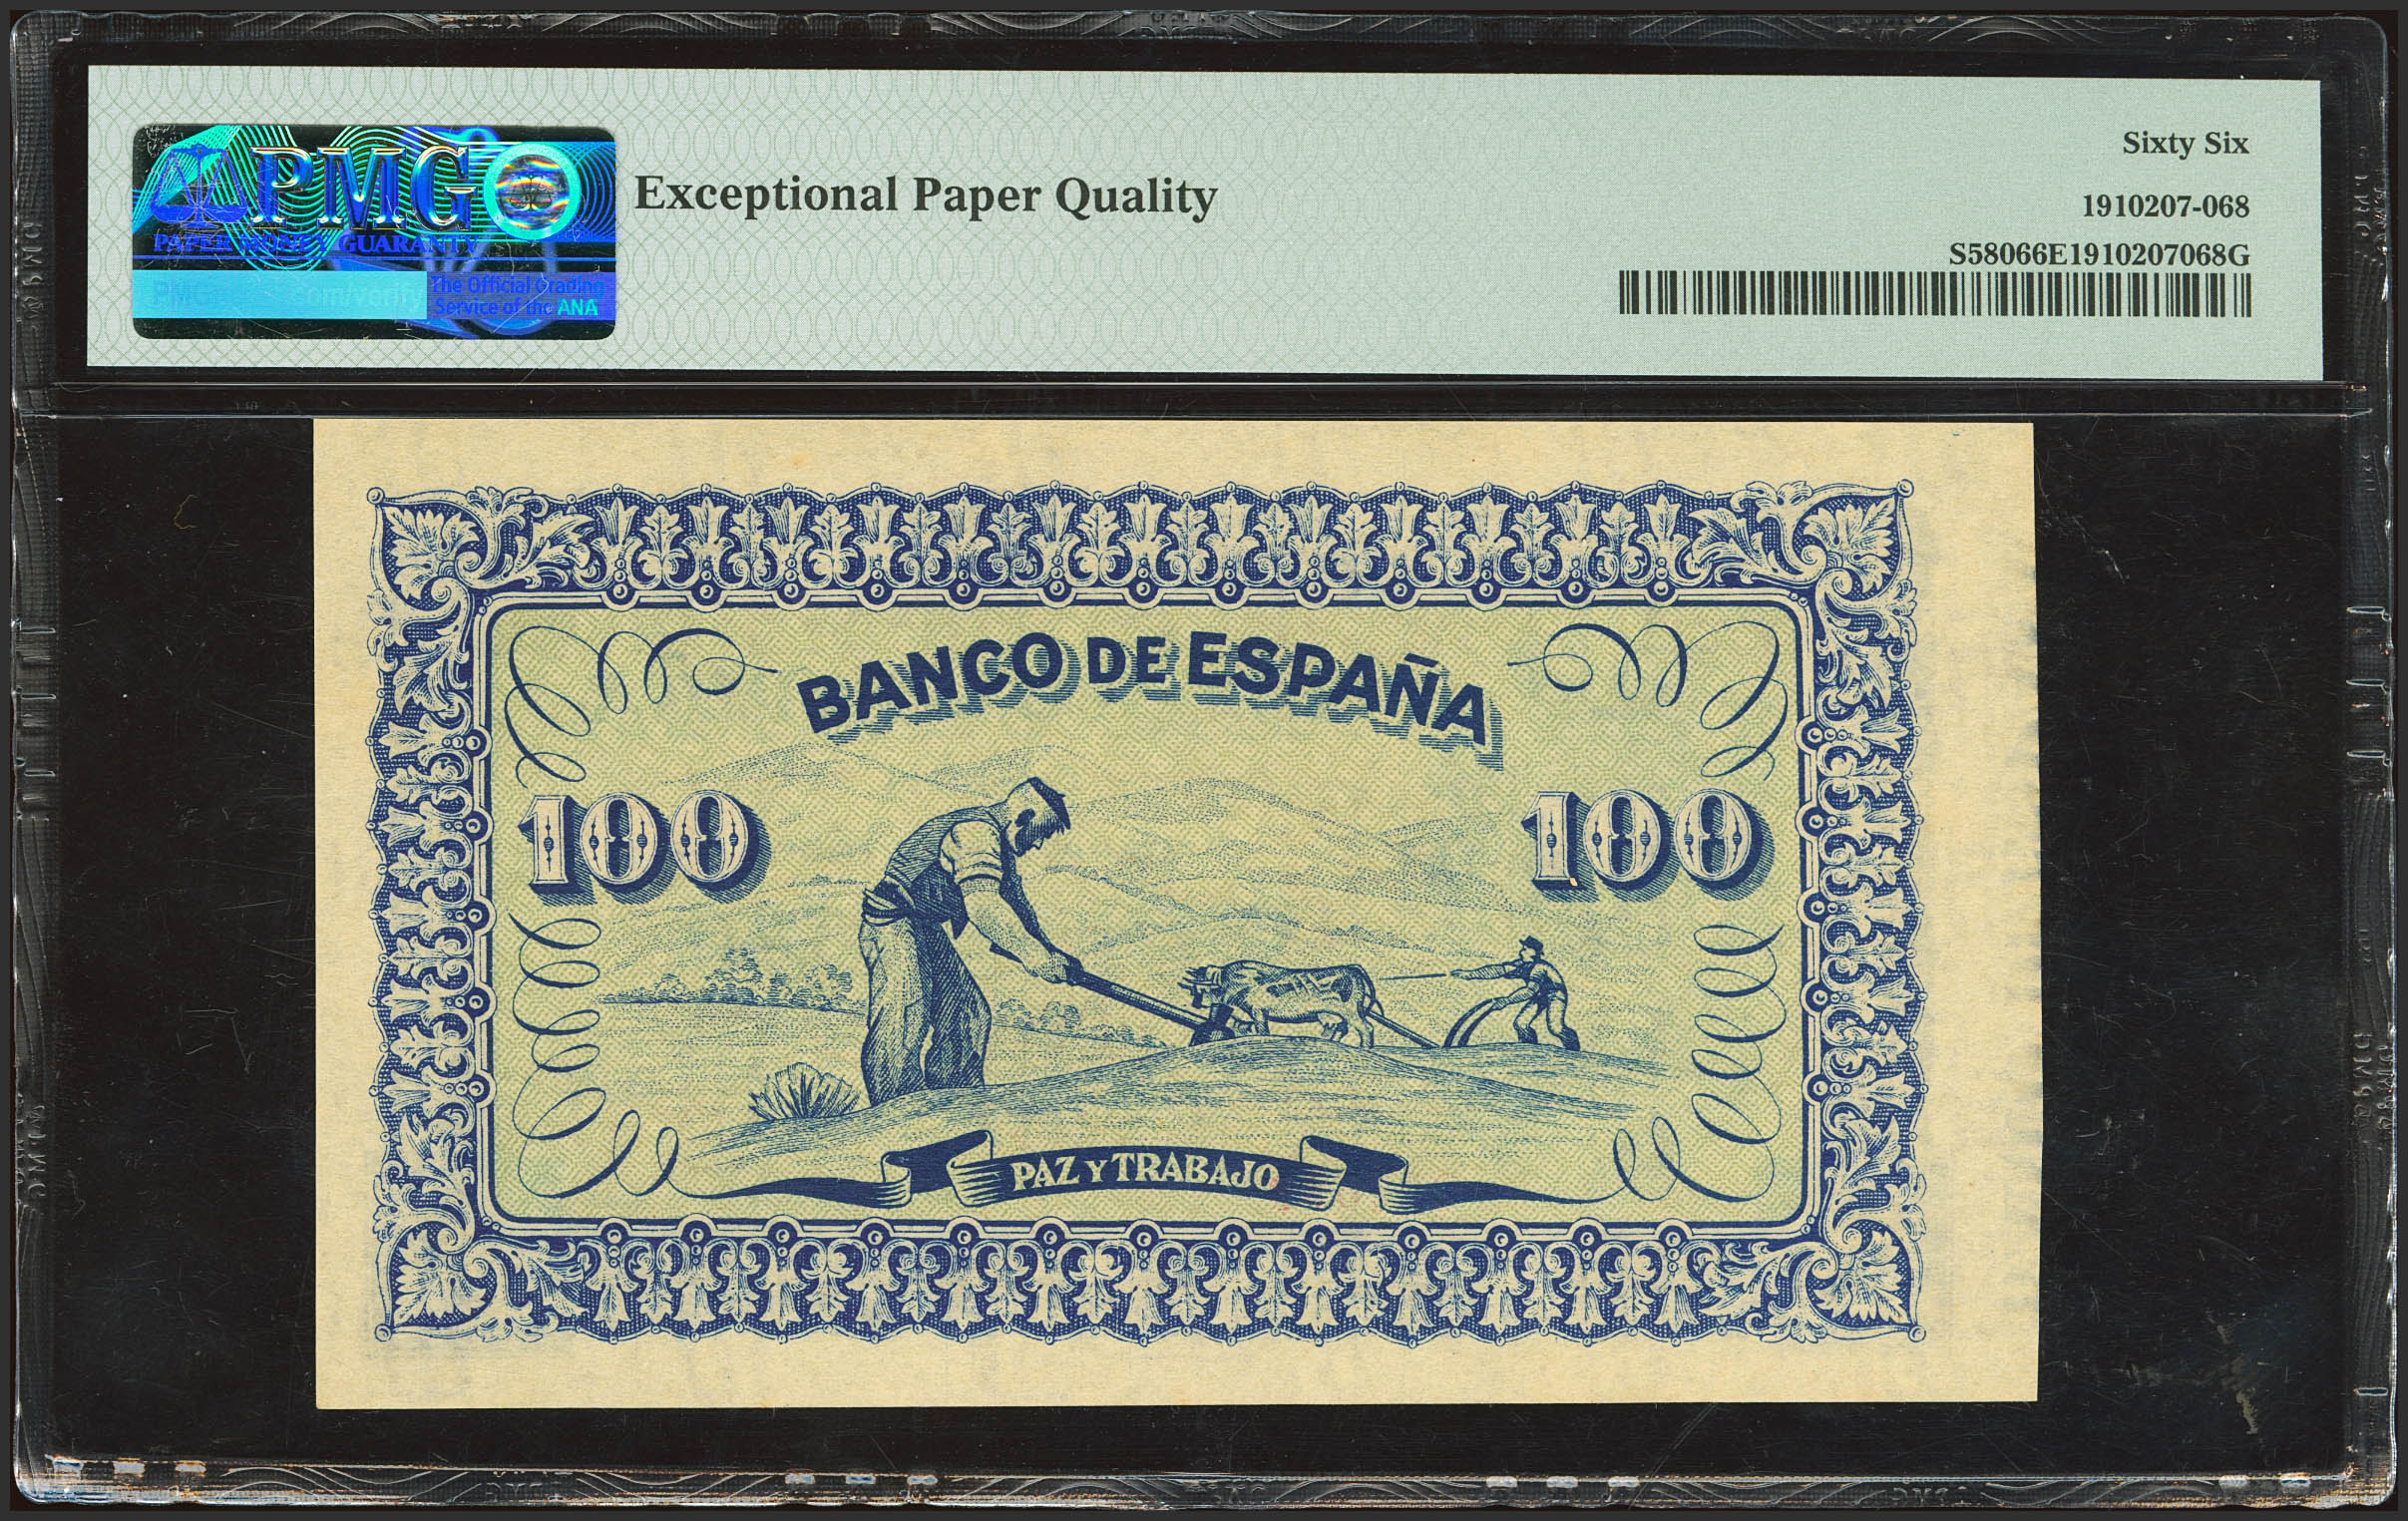 PMG
PAPER MONEY GUARANTY
The Official Grading
Service of the ANA
Exceptional Paper Quality
Sixty Six
1910207-068
S58066E1910207068G
BANCO DE ESPAÑA
100 100
PAZ Y TRABAJO